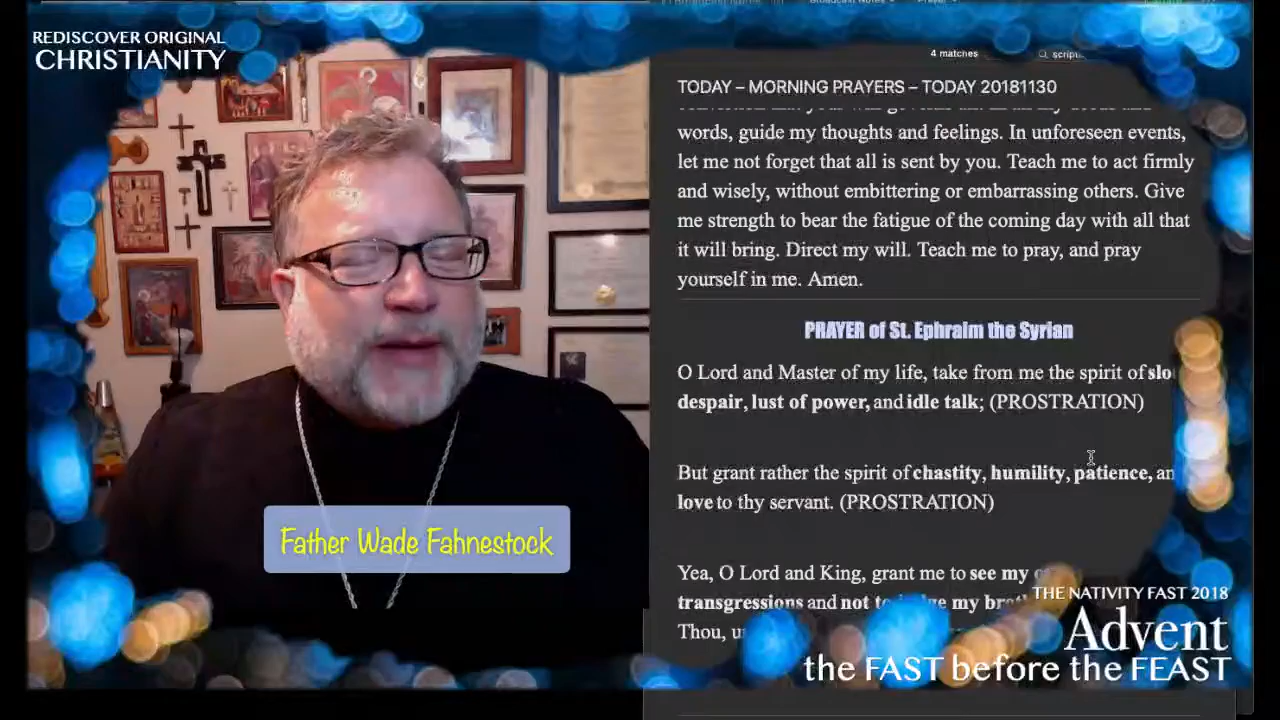 REDISCOVER ORIGINAL
CHRISTIANITY
4 matches
TODAY – MORNING PRAYERS – TODAY 20181130
words, guide my thoughts and feelings. In unforeseen events,
let me not forget that all is sent by you. Teach me to act firmly
and wisely, without embittering or embarrassing others. Give
me strength to bear the fatigue of the coming day with all that
it will bring. Direct my will. Teach me to pray, and pray
yourself in me. Amen.
PRAYER of St. Ephraim the Syrian
O Lord and Master of my life, take from me the spirit of slo
despair, lust of power, and idle talk; (PROSTRATION)
But grant rather the spirit of chastity, humility, patience, an
love to thy servant. (PROSTRATION)
Yea, O Lord and King, grant me to see my
transgressions and not to my
Thou,
Father Wade Fahnestock
THE NATIVITY FAST 2018
Advent
the FAST before the FEAST